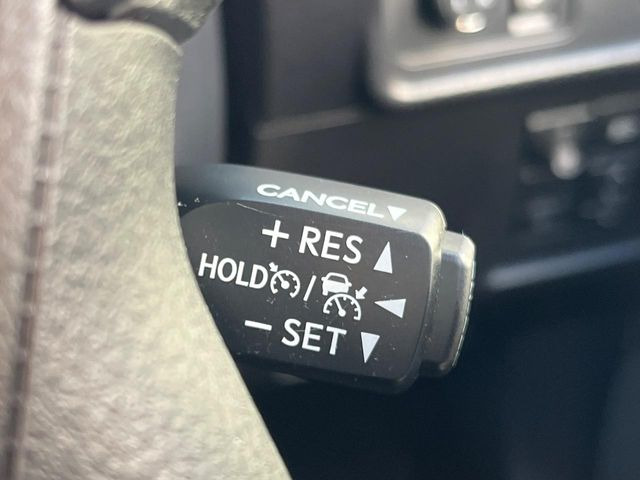 CANCEL
+ RES
HOLD /
− SET